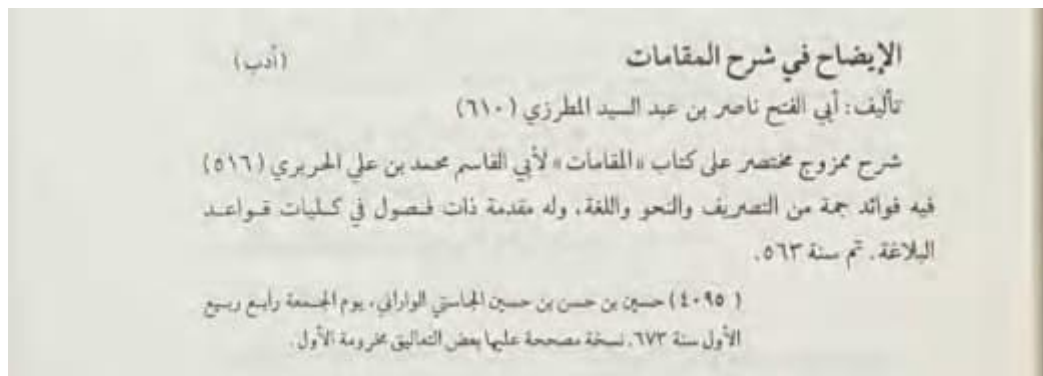 الإيضاح في شرح المقامات (أدب)
تأليف: أبي الفتح ناصر بن عبد السيد المطرزي (٦١٠)
شرح ممزوج مختصر على كتاب «المقامات» لأبي القاسم محمد بن علي الحريري (٥١٦)
فيه فوائد جمة من التصريف والنحو واللغة، وله مقدمة ذات فصول في كليات قواعد
البلاغة. تم سنة ٥٦٣.
(٤٠٩٥) حسين بن حسن بن حسين الجاستي الواراني، يوم الجمعة رابع ربيع
الأول سنة ٦٧٣. نسخة مصححة عليها بعض التعاليق مخرومة الأول.